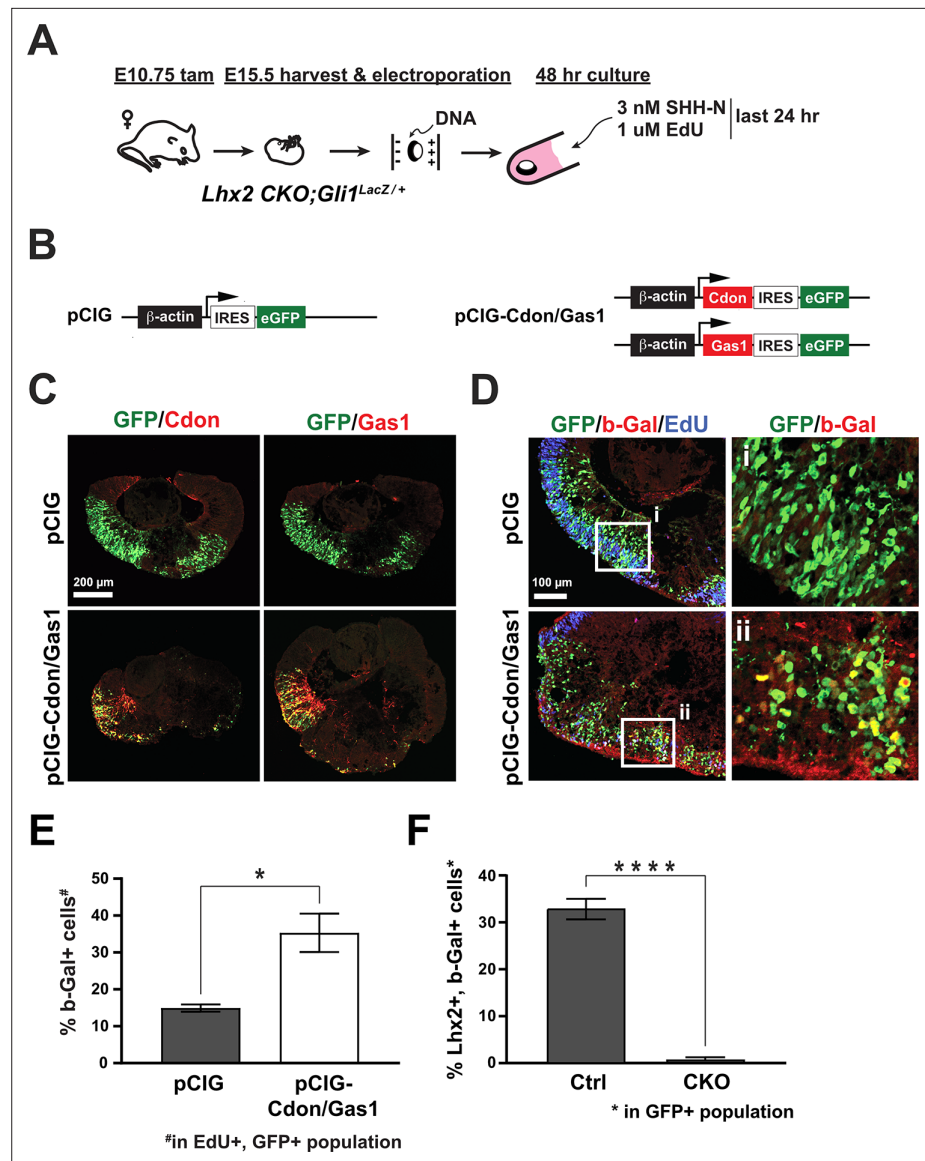 A
E10.75 tam E15.5 harvest & electroporation 48 hr culture
♀
DNA
3 nM SHH-N
1 uM EdU
last 24 hr
- - - + + +
Lhx2 CKO;Gli1LacZ/+
B
pCIG
β-actin IRES eGFP
pCIG-Cdon/Gas1
β-actin Cdon IRES eGFP
β-actin Gas1 IRES eGFP
C
GFP/Cdon GFP/Gas1
pCIG
200 µm
pCIG-Cdon/Gas1
D
GFP/b-Gal/EdU GFP/b-Gal
pCIG
i
i
100 µm
pCIG-Cdon/Gas1
ii
ii
E
% b-Gal+ cells#
50
40
30
20
10
0
*
pCIG
pCIG-
Cdon/Gas1
#in EdU+, GFP+ population
F
% Lhx2+, b-Gal+ cells*
40
30
20
10
0
* * * *
Ctrl CKO
* in GFP+ population